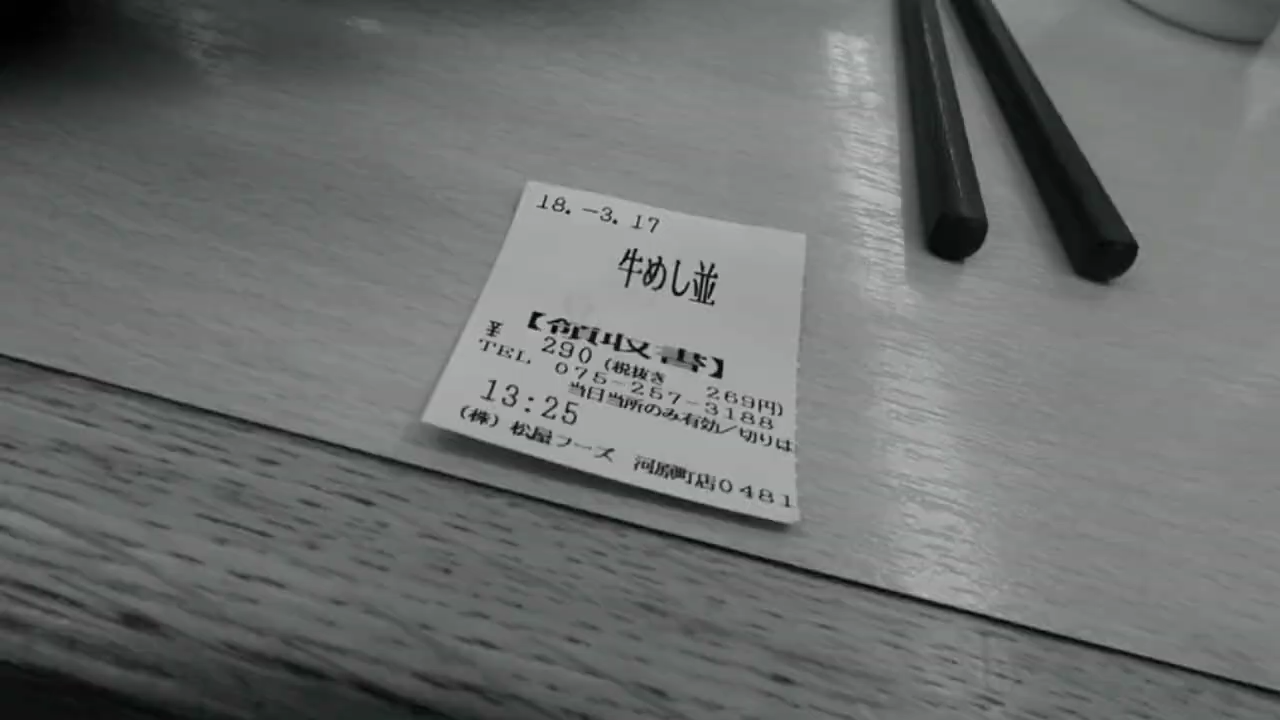 18. -3. 17
牛めし並
【領収書】
¥ 290 (税抜き 269円)
TEL 075-257-3188
13:25 当日当所のみ有効/切りは
(株) 松屋フーズ 河原町店0481